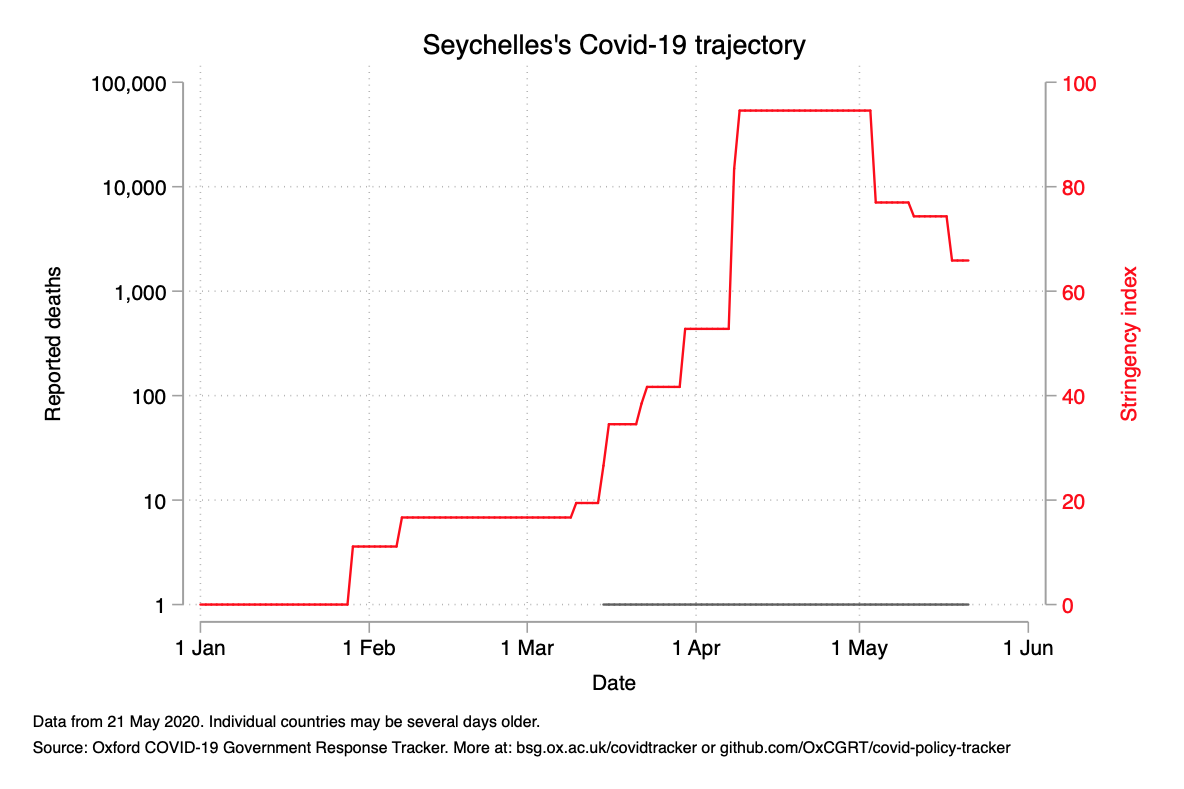 Seychelles's Covid-19 trajectory
100,000
10,000
1,000
100
10
1
Reported deaths
100
80
60
40
20
0
Stringency index
1 Jan 1 Feb 1 Mar 1 Apr 1 May 1 Jun
Date
Data from 21 May 2020. Individual countries may be several days older.
Source: Oxford COVID-19 Government Response Tracker. More at: bsg.ox.ac.uk/covidtracker or github.com/OxCGRT/covid-policy-tracker